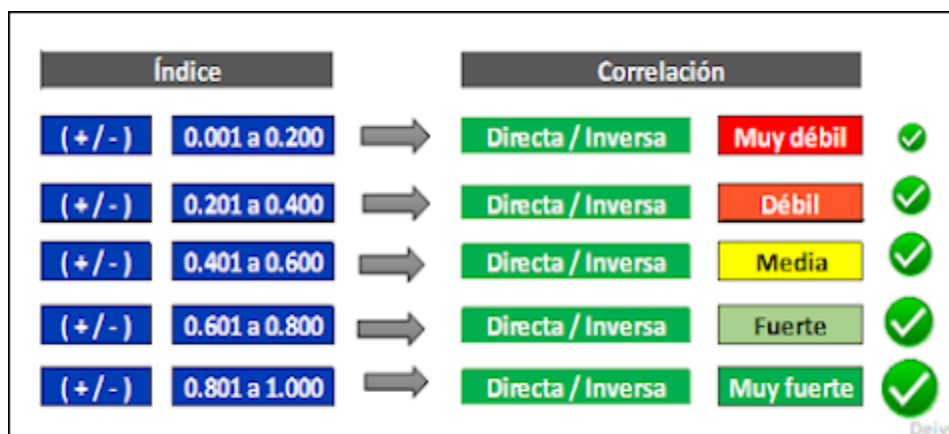 Índice Correlación
(+/-) 0.001 a 0.200 Directa / Inversa Muy débil
(+/-) 0.201 a 0.400 Directa / Inversa Débil
(+/-) 0.401 a 0.600 Directa / Inversa Media
(+/-) 0.601 a 0.800 Directa / Inversa Fuerte
(+/-) 0.801 a 1.000 Directa / Inversa Muy fuerte